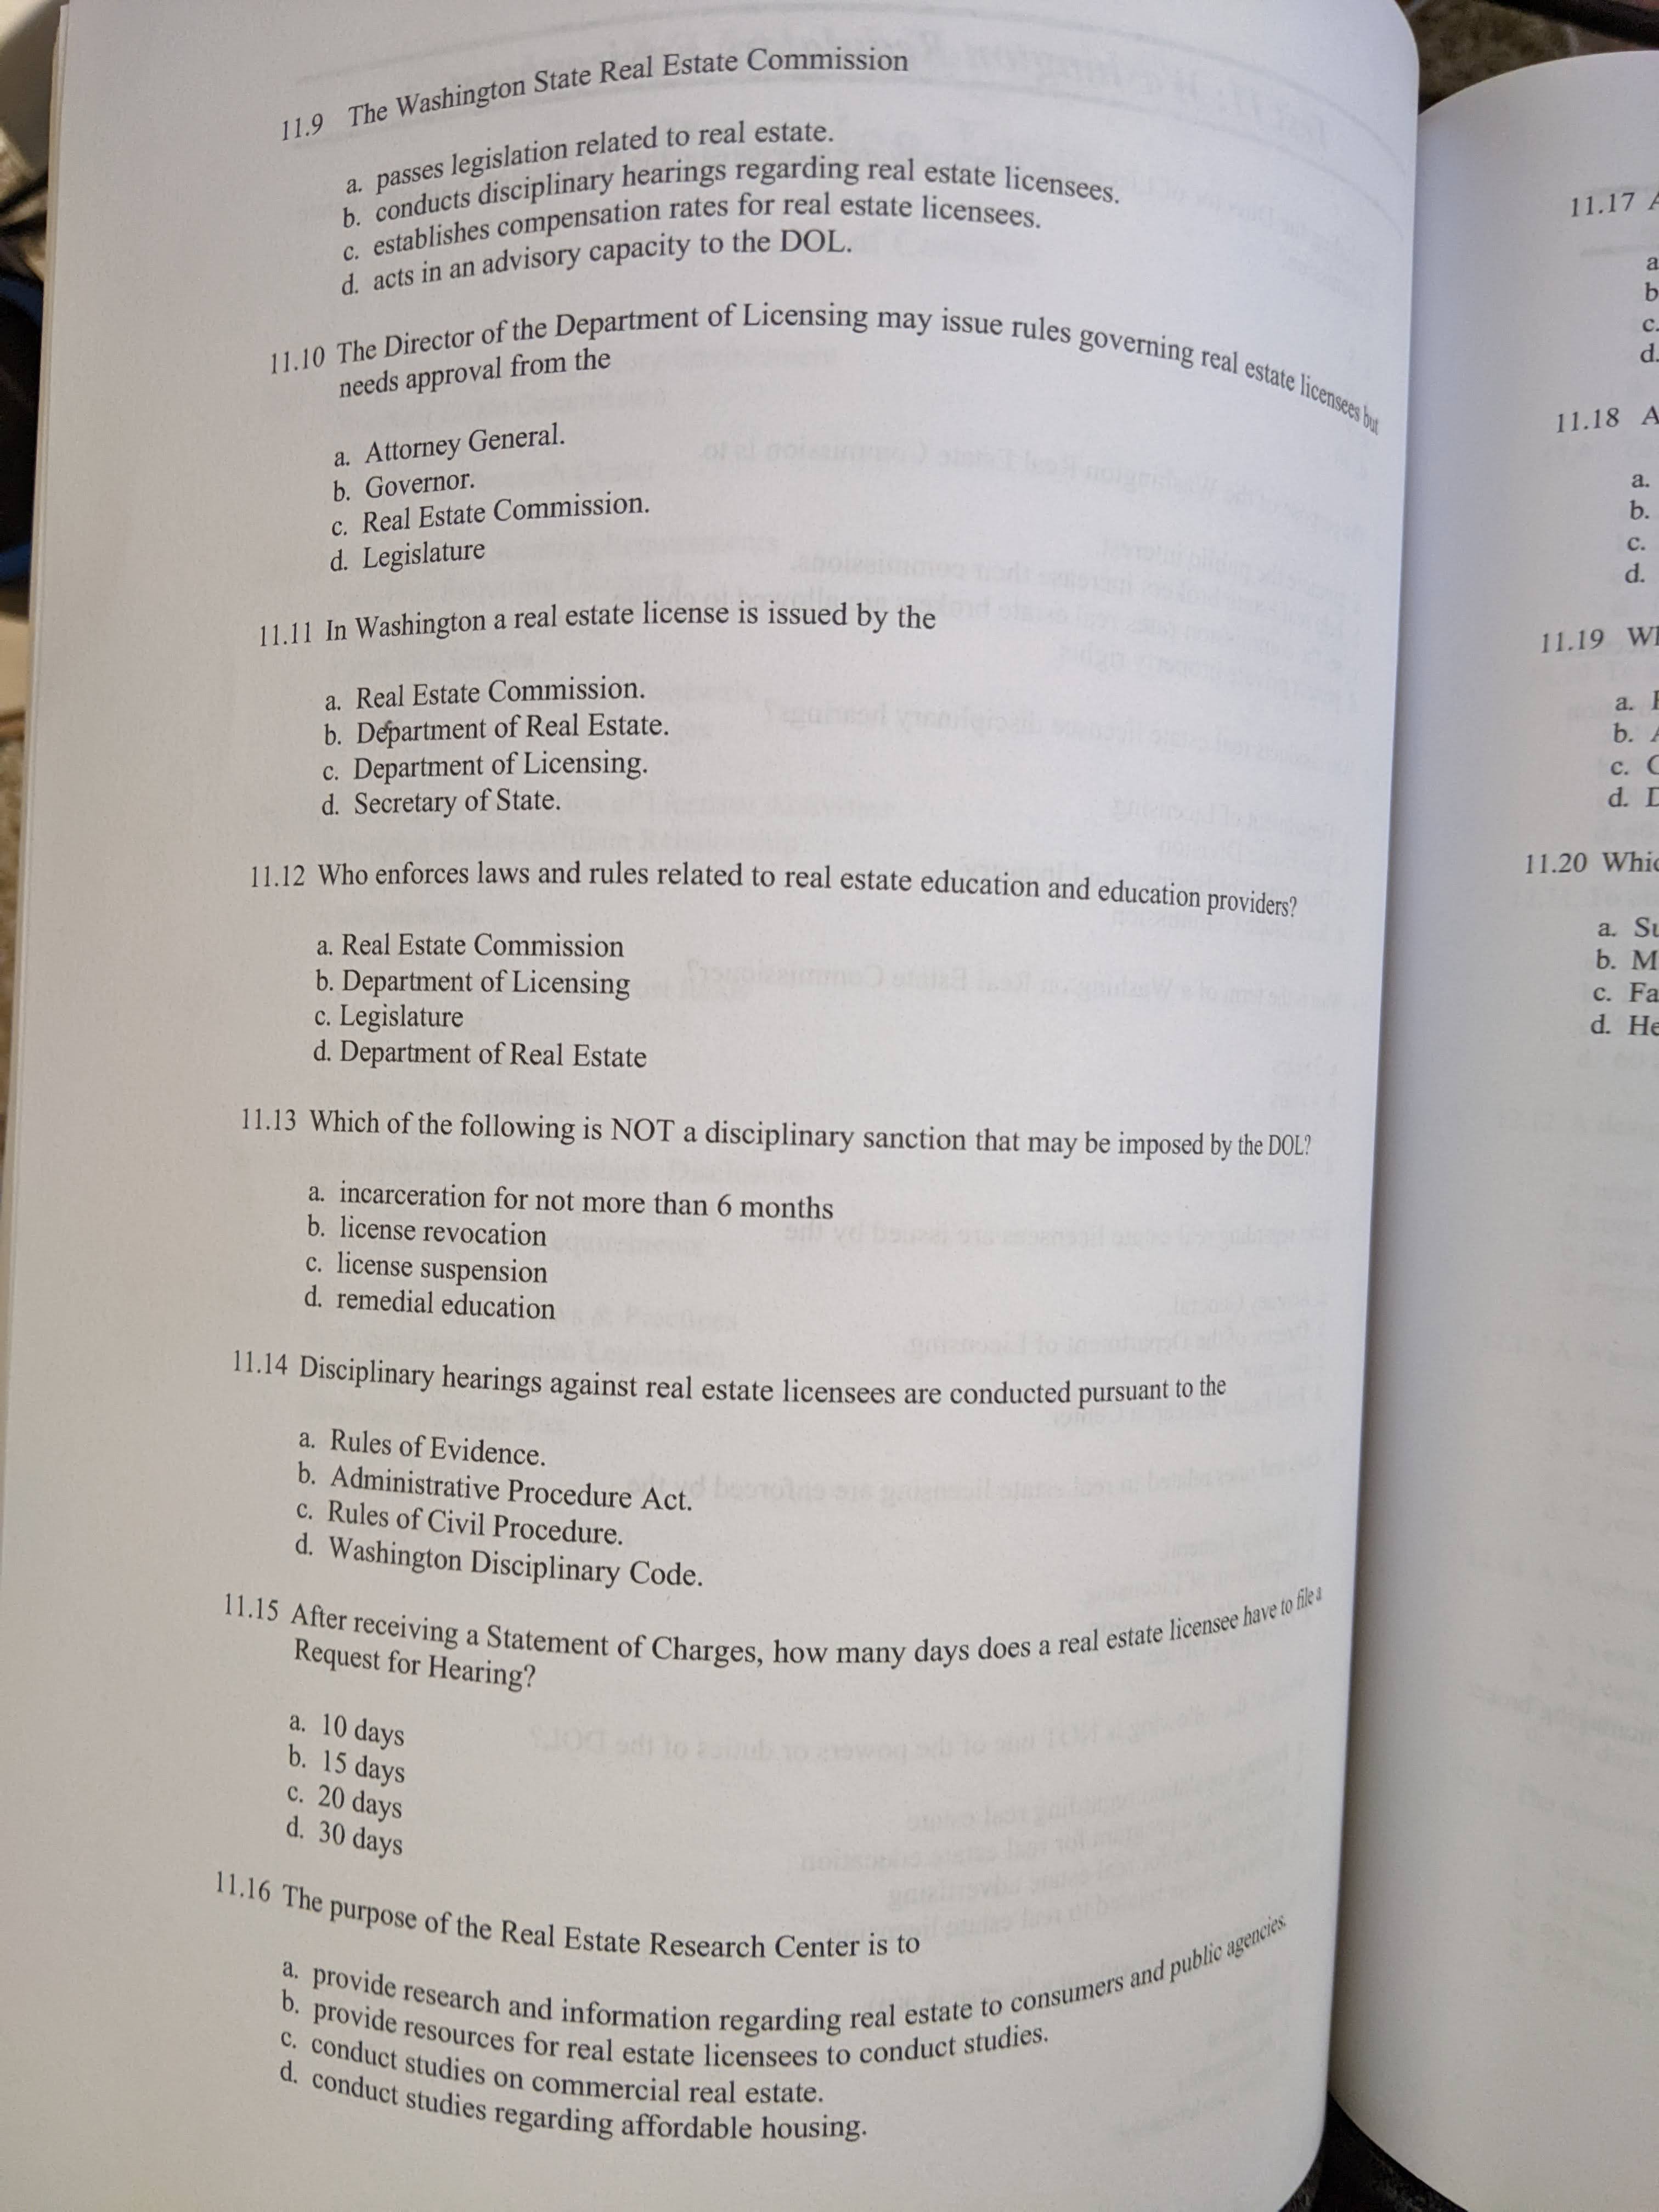 11.9 The Washington State Real Estate Commission
a. passes legislation related to real estate.
b. conducts disciplinary hearings regarding real estate licensees.
c. establishes compensation rates for real estate licensees.
d. acts in an advisory capacity to the DOL.
11.10 The Director of the Department of Licensing may issue rules governing real estate licensees but
needs approval from the
a. Attorney General.
b. Governor.
c. Real Estate Commission.
d. Legislature
11.11 In Washington a real estate license is issued by the
a. Real Estate Commission.
b. Department of Real Estate.
c. Department of Licensing.
d. Secretary of State.
11.12 Who enforces laws and rules related to real estate education and education providers?
a. Real Estate Commission
b. Department of Licensing
c. Legislature
d. Department of Real Estate
11.13 Which of the following is NOT a disciplinary sanction that may be imposed by the DOL?
a. incarceration for not more than 6 months
b. license revocation
c. license suspension
d. remedial education
11.14 Disciplinary hearings against real estate licensees are conducted pursuant to the
a. Rules of Evidence.
b. Administrative Procedure Act.
c. Rules of Civil Procedure.
d. Washington Disciplinary Code.
11.15 After receiving a Statement of Charges, how many days does a real estate licensee have to file a
Request for Hearing?
a. 10 days
b. 15 days
c. 20 days
d. 30 days
11.16 The purpose of the Real Estate Research Center is to
a. provide research and information regarding real estate to consumers and public agencies.
b. provide resources for real estate licensees to conduct studies.
c. conduct studies on commercial real estate.
d. conduct studies regarding affordable housing.
11.17
a
b
c.
d.
11.18 A
a.
b.
c.
d.
11.19
a.
b.
c.
d.
11.20
a.
b.
c.
d.